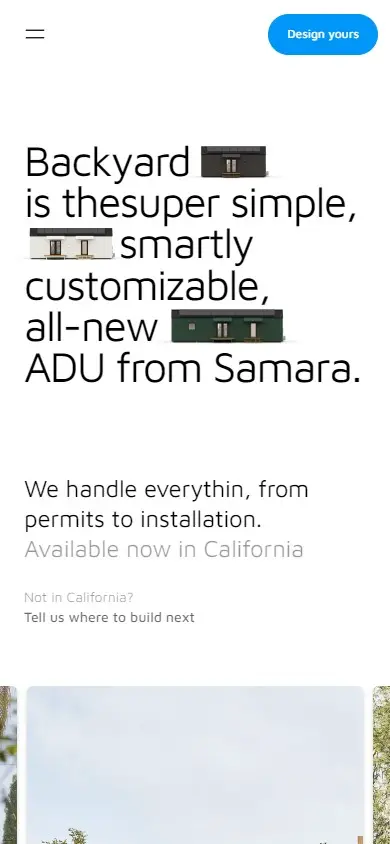 Design yours
Backyard
is thesuper simple,
smartly
customizable,
all-new
ADU from Samara.
We handle everythin, from
permits to installation.
Available now in California
Not in California?
Tell us where to build next